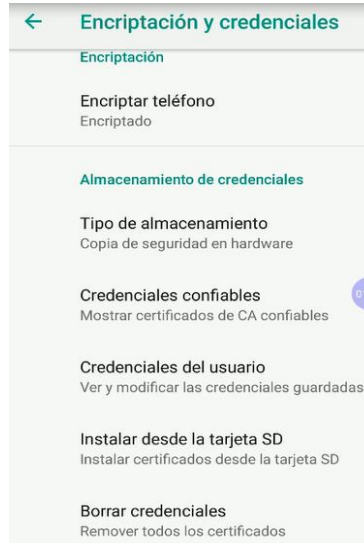 Encriptación y credenciales
Encriptación
Encriptar teléfono
Encriptado
Almacenamiento de credenciales
Tipo de almacenamiento
Copia de seguridad en hardware
Credenciales confiables
Mostrar certificados de CA confiables
Credenciales del usuario
Ver y modificar las credenciales guardadas
Instalar desde la tarjeta SD
Instalar certificados desde la tarjeta SD
Borrar credenciales
Remover todos los certificados